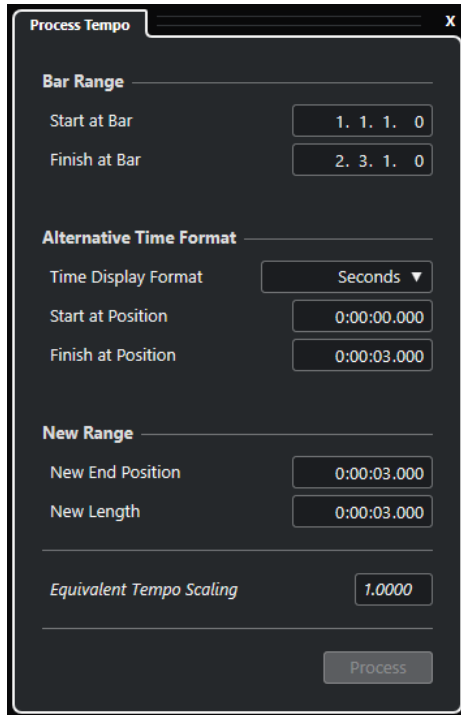 Process Tempo
X
Bar Range
Start at Bar 1. 1. 1. 0
Finish at Bar 2. 3. 1. 0
Alternative Time Format
Time Display Format Seconds ▼
Start at Position 0:00:00.000
Finish at Position 0:00:03.000
New Range
New End Position 0:00:03.000
New Length 0:00:03.000
Equivalent Tempo Scaling 1.0000
Process